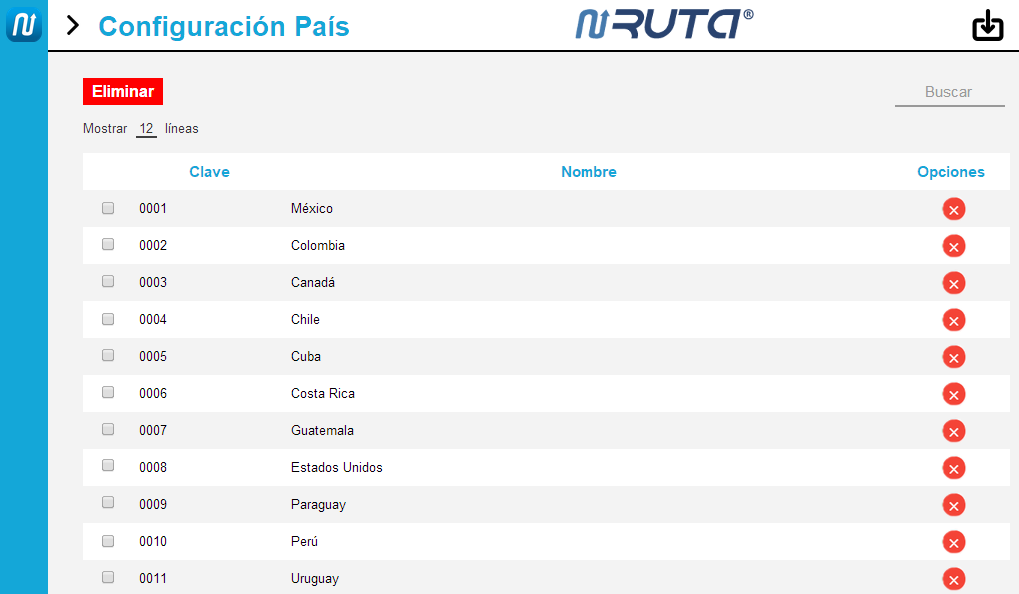 Configuración País
RUTA®
Eliminar
Buscar
Mostrar 12 líneas
Clave Nombre Opciones
0001 México
0002 Colombia
0003 Canadá
0004 Chile
0005 Cuba
0006 Costa Rica
0007 Guatemala
0008 Estados Unidos
0009 Paraguay
0010 Perú
0011 Uruguay